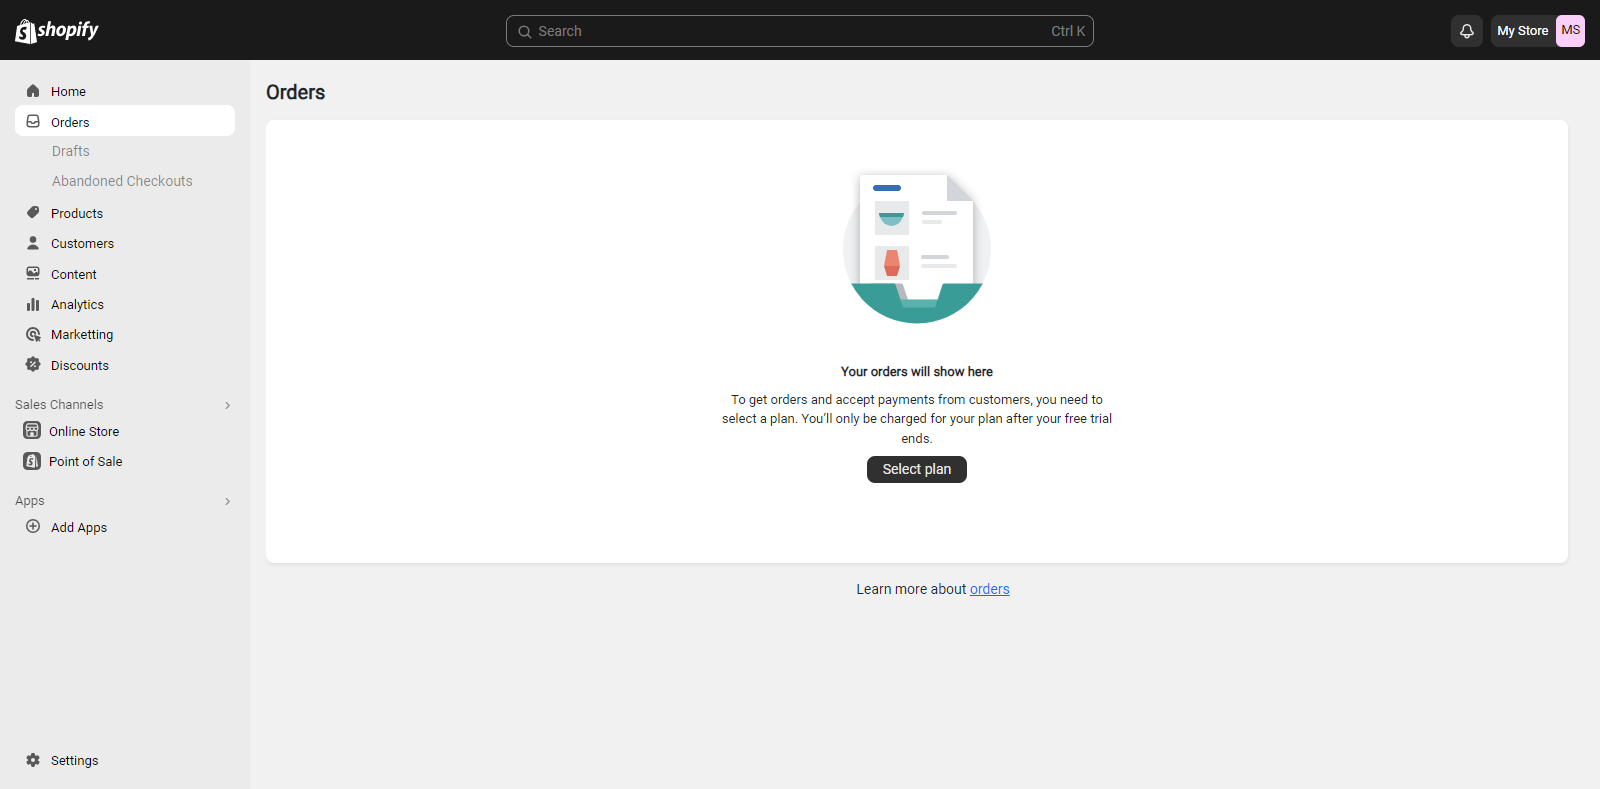 shopify
Search Ctrl K
My Store MS
Home
Orders
Drafts
Abandoned Checkouts
Products
Customers
Content
Analytics
Marketting
Discounts
Sales Channels
Online Store
Point of Sale
Apps
Add Apps
Settings
Orders
Your orders will show here
To get orders and accept payments from customers, you need to
select a plan. You’ll only be charged for your plan after your free trial
ends.
Select plan
Learn more about orders